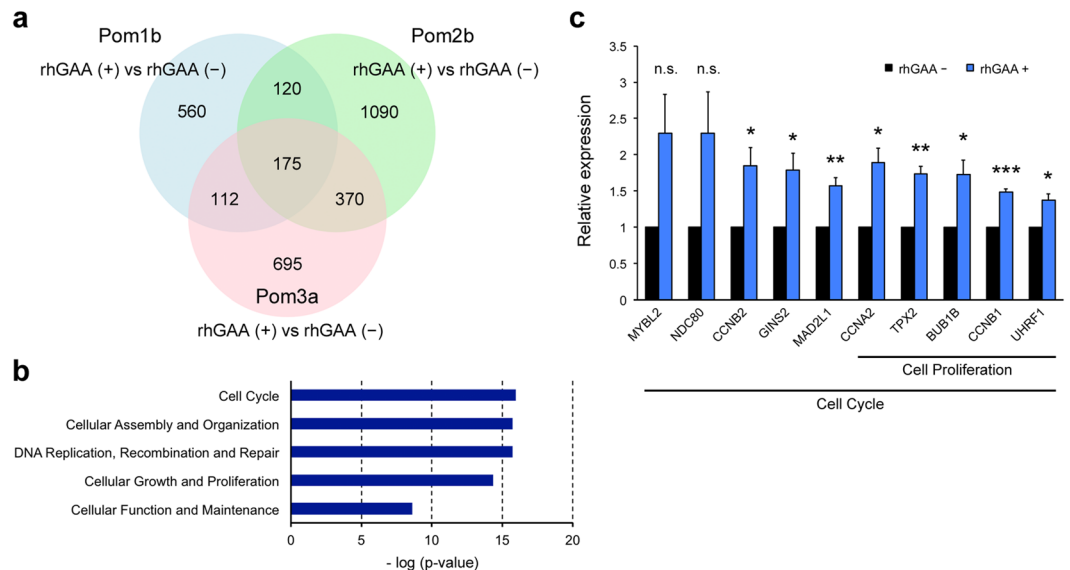 a
Pom1b
Pom2b
rhGAA (+) vs rhGAA (−)
rhGAA (+) vs rhGAA (−)
120
560
1090
175
112
370
695
Pom3a
rhGAA (+) vs rhGAA (−)
b
Cell Cycle
Cellular Assembly and Organization
DNA Replication, Recombination and Repair
Cellular Growth and Proliferation
Cellular Function and Maintenance
0 5 10 15 20
- log (p-value)
c
Relative expression
3.5
3
2.5
2
1.5
1
0.5
0
rhGAA − rhGAA +
n.s. n.s. * * ** * ** * *** *
MYBL2 NDC80 CCNB2 GINS2 MAD2L1 CCNA2 TPX2 BUB1B CCNB1 UHRF1
Cell Proliferation
Cell Cycle